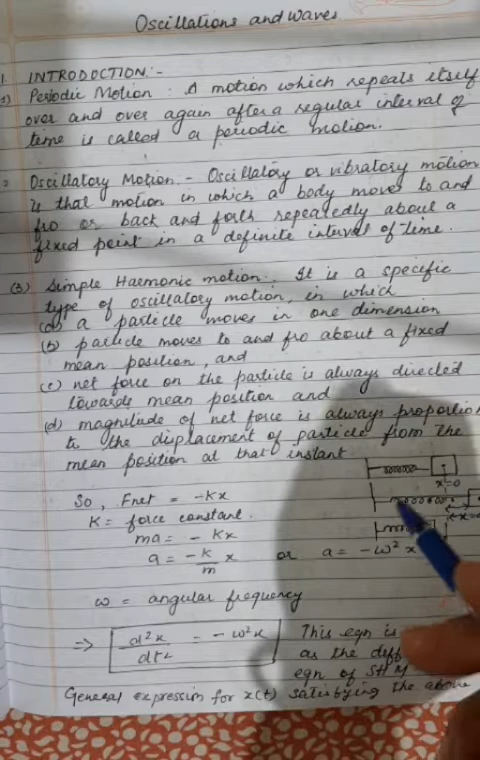 Oscillations and waves
1 INTRODUCTION:-
(1) Periodic Motion : A motion which repeats itself
over and over again after a regular interval of
time is called a periodic motion.
2 Oscillatory Motion - Oscillatory or vibratory motion
is that motion in which a body moves to and
fro or back and forth repeatedly about a
fixed point in a definite interval of time.
(3) Simple Harmonic motion : It is a specific
type of oscillatory motion, in which
(a) a particle moves in one dimension
(b) particle moves to and fro about a fixed
mean position, and
(c) net force on the particle is always directed
towards mean position and
(d) magnitude of net force is always proportion
to the displacement of particle from the
mean position at that instant
x=0
So, Fnet = -Kx
K = force constant.
ma = - Kx
a = -k/m x or a = -ω²x
ω = angular frequency
⇒ d²x/dt² = -ω²x This eqn is
as the diff
eqn of SHM
General expression for x(t) satisfying the above